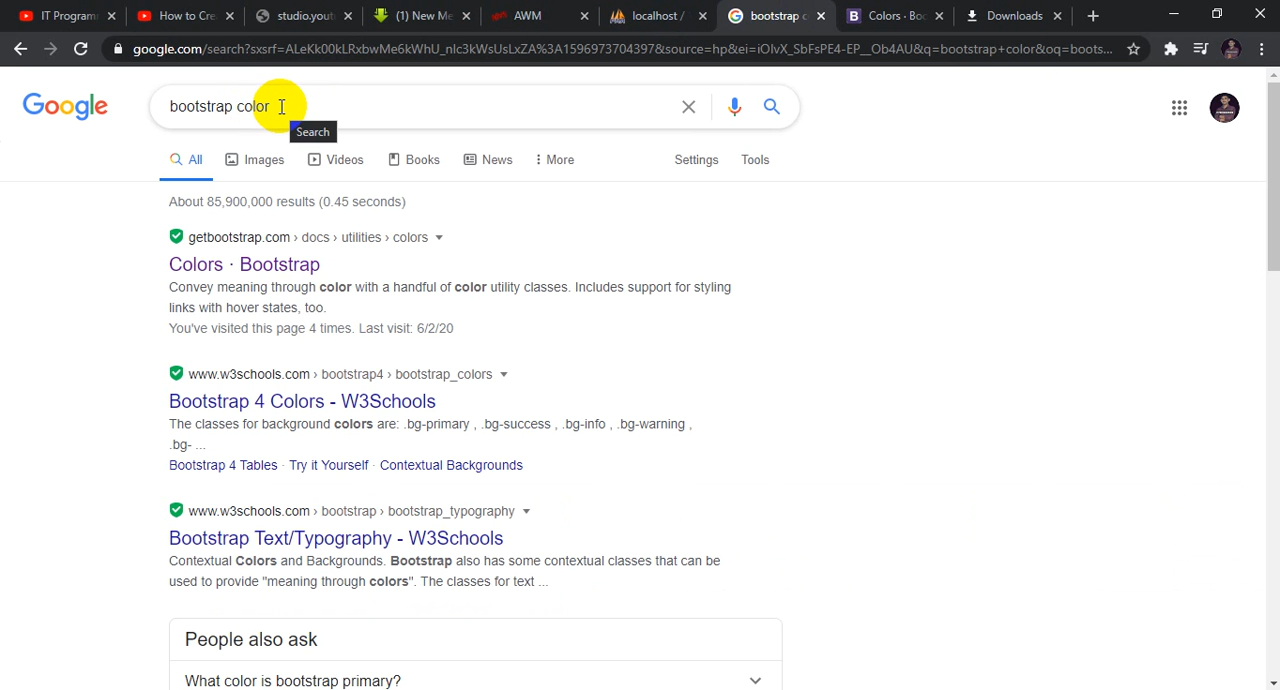 IT Program
How to Cre
studio.yout
(1) New Me
AWM
localhost /
bootstrap c
Colors · Boo
Downloads
google.com/search?sxsrf=ALeKk00kLRxbwMe6kWhU_nlc3kWsUsLxZA%3A1596973704397&source=hp&ei=iOlvX_SbFsPE4-EP__Ob4AU&q=bootstrap+color&oq=boots...
Google
bootstrap color
Search
All
Images
Videos
Books
News
More
Settings
Tools
About 85,900,000 results (0.45 seconds)
getbootstrap.com › docs › utilities › colors
Colors · Bootstrap
Convey meaning through color with a handful of color utility classes. Includes support for styling
links with hover states, too.
You've visited this page 4 times. Last visit: 6/2/20
www.w3schools.com › bootstrap4 › bootstrap_colors
Bootstrap 4 Colors - W3Schools
The classes for background colors are: .bg-primary , .bg-success , .bg-info , .bg-warning ,
.bg- ...
Bootstrap 4 Tables · Try it Yourself · Contextual Backgrounds
www.w3schools.com › bootstrap › bootstrap_typography
Bootstrap Text/Typography - W3Schools
Contextual Colors and Backgrounds. Bootstrap also has some contextual classes that can be
used to provide "meaning through colors". The classes for text ...
People also ask
What color is bootstrap primary?